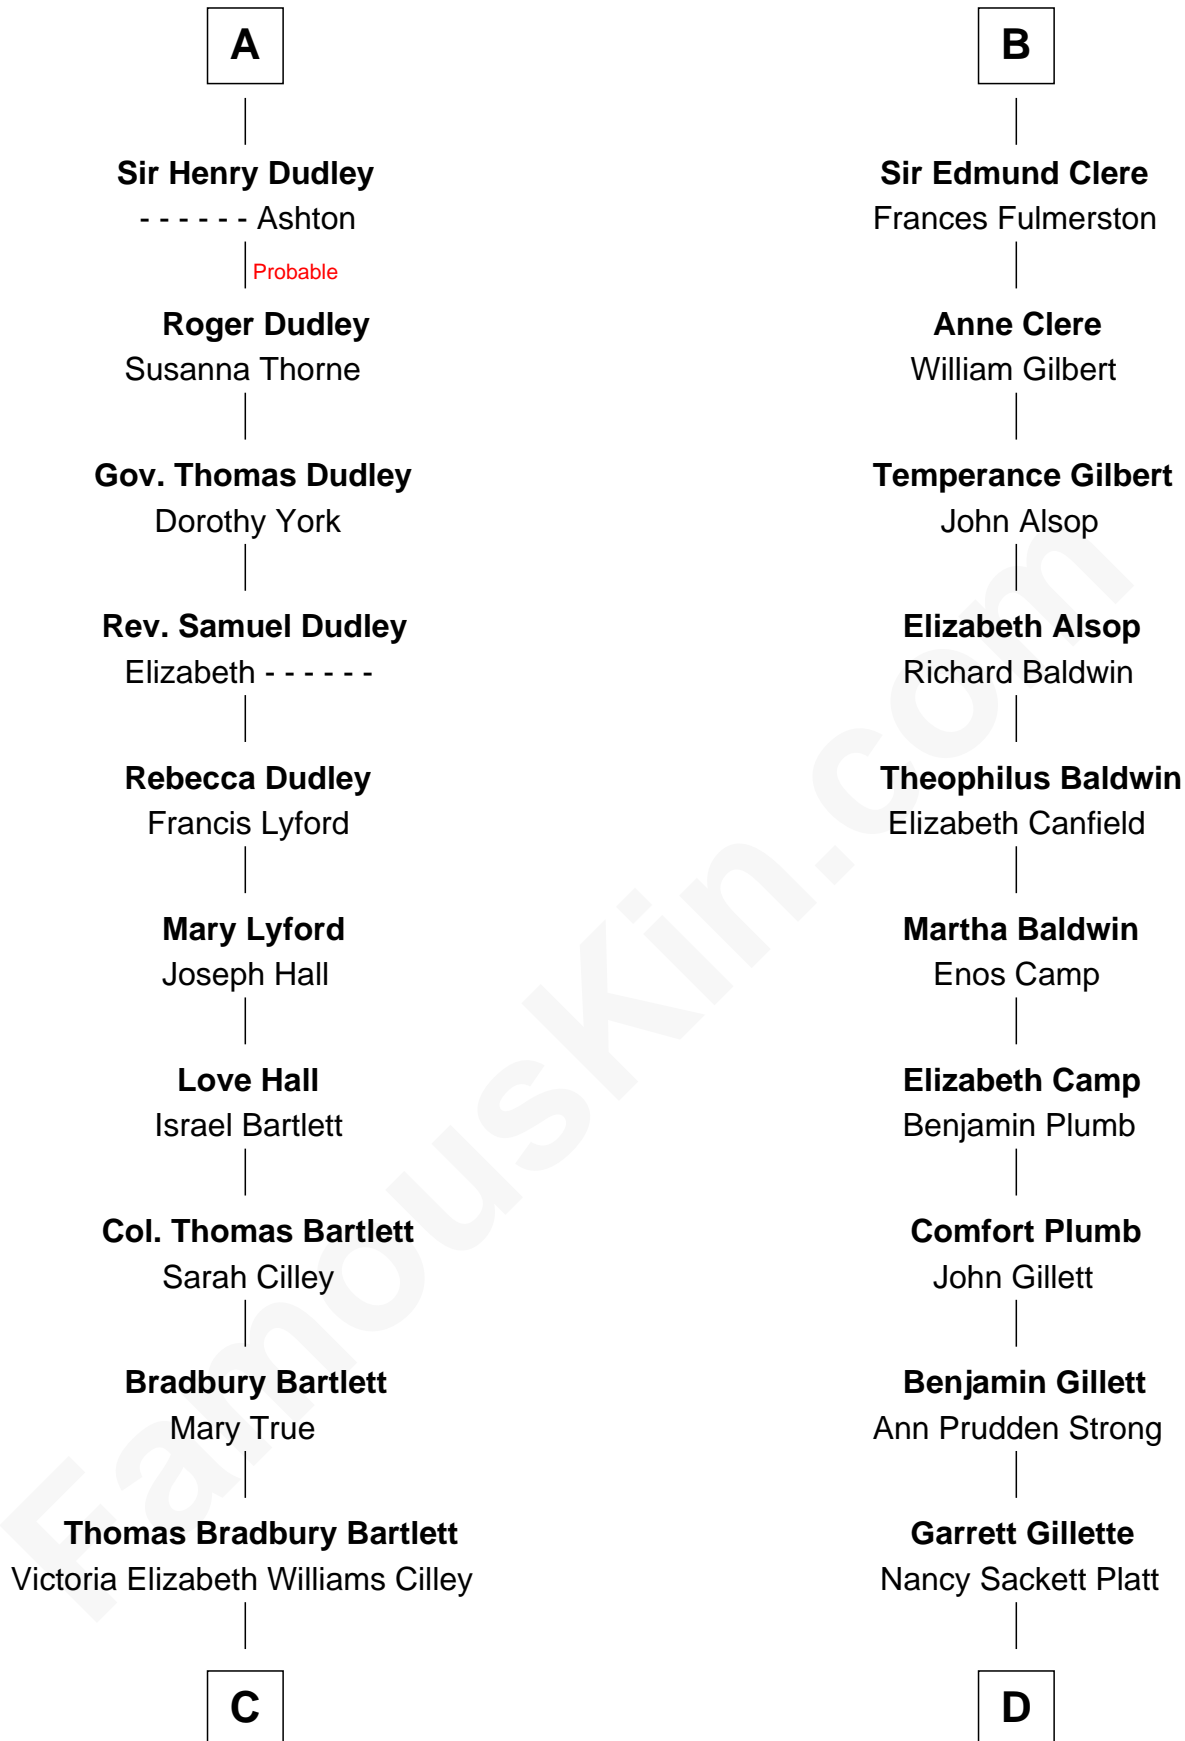 A
Sir Henry Dudley
- - - - - - Ashton
Probable
Roger Dudley
Susanna Thorne
Gov. Thomas Dudley
Dorothy York
Rev. Samuel Dudley
Elizabeth - - - - - -
Rebecca Dudley
Francis Lyford
Mary Lyford
Joseph Hall
Love Hall
Israel Bartlett
Col. Thomas Bartlett
Sarah Cilley
Bradbury Bartlett
Mary True
Thomas Bradbury Bartlett
Victoria Elizabeth Williams Cilley
C
B
Sir Edmund Clere
Frances Fulmerston
Anne Clere
William Gilbert
Temperance Gilbert
John Alsop
Elizabeth Alsop
Richard Baldwin
Theophilus Baldwin
Elizabeth Canfield
Martha Baldwin
Enos Camp
Elizabeth Camp
Benjamin Plumb
Comfort Plumb
John Gillett
Benjamin Gillett
Ann Prudden Strong
Garrett Gillette
Nancy Sackett Platt
D
FamousKin.com